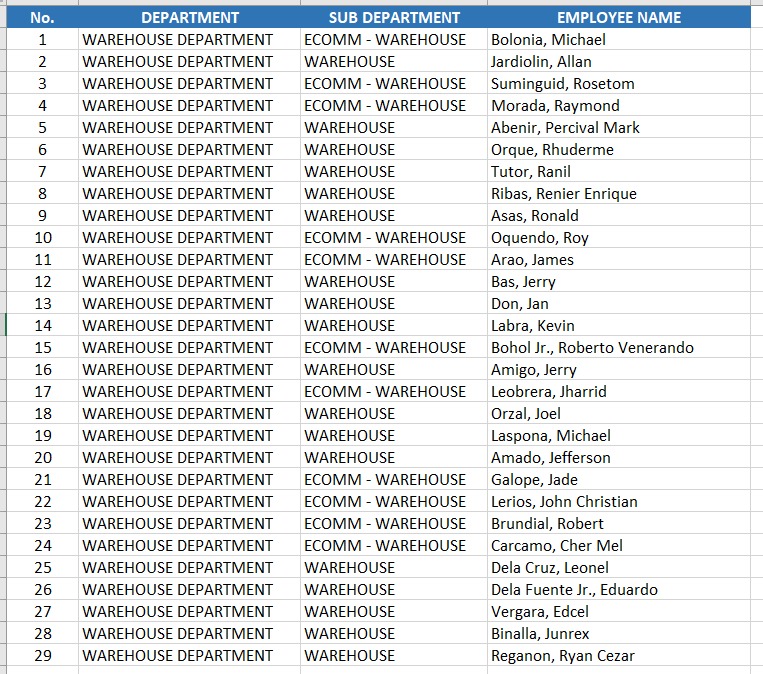 No. DEPARTMENT SUB DEPARTMENT EMPLOYEE NAME
1 WAREHOUSE DEPARTMENT ECOMM - WAREHOUSE Bolonia, Michael
2 WAREHOUSE DEPARTMENT WAREHOUSE Jardiolin, Allan
3 WAREHOUSE DEPARTMENT ECOMM - WAREHOUSE Suminguid, Rosetom
4 WAREHOUSE DEPARTMENT ECOMM - WAREHOUSE Morada, Raymond
5 WAREHOUSE DEPARTMENT WAREHOUSE Abenir, Percival Mark
6 WAREHOUSE DEPARTMENT WAREHOUSE Orque, Rhuderme
7 WAREHOUSE DEPARTMENT WAREHOUSE Tutor, Ranil
8 WAREHOUSE DEPARTMENT WAREHOUSE Ribas, Renier Enrique
9 WAREHOUSE DEPARTMENT WAREHOUSE Asas, Ronald
10 WAREHOUSE DEPARTMENT ECOMM - WAREHOUSE Oquendo, Roy
11 WAREHOUSE DEPARTMENT ECOMM - WAREHOUSE Arao, James
12 WAREHOUSE DEPARTMENT WAREHOUSE Bas, Jerry
13 WAREHOUSE DEPARTMENT WAREHOUSE Don, Jan
14 WAREHOUSE DEPARTMENT WAREHOUSE Labra, Kevin
15 WAREHOUSE DEPARTMENT ECOMM - WAREHOUSE Bohol Jr., Roberto Venerando
16 WAREHOUSE DEPARTMENT WAREHOUSE Amigo, Jerry
17 WAREHOUSE DEPARTMENT ECOMM - WAREHOUSE Leobrera, Jharrid
18 WAREHOUSE DEPARTMENT WAREHOUSE Orzal, Joel
19 WAREHOUSE DEPARTMENT WAREHOUSE Laspona, Michael
20 WAREHOUSE DEPARTMENT WAREHOUSE Amado, Jefferson
21 WAREHOUSE DEPARTMENT ECOMM - WAREHOUSE Galope, Jade
22 WAREHOUSE DEPARTMENT ECOMM - WAREHOUSE Lerios, John Christian
23 WAREHOUSE DEPARTMENT ECOMM - WAREHOUSE Brundial, Robert
24 WAREHOUSE DEPARTMENT ECOMM - WAREHOUSE Carcamo, Cher Mel
25 WAREHOUSE DEPARTMENT WAREHOUSE Dela Cruz, Leonel
26 WAREHOUSE DEPARTMENT WAREHOUSE Dela Fuente Jr., Eduardo
27 WAREHOUSE DEPARTMENT WAREHOUSE Vergara, Edcel
28 WAREHOUSE DEPARTMENT WAREHOUSE Binalla, Junrex
29 WAREHOUSE DEPARTMENT WAREHOUSE Reganon, Ryan Cezar